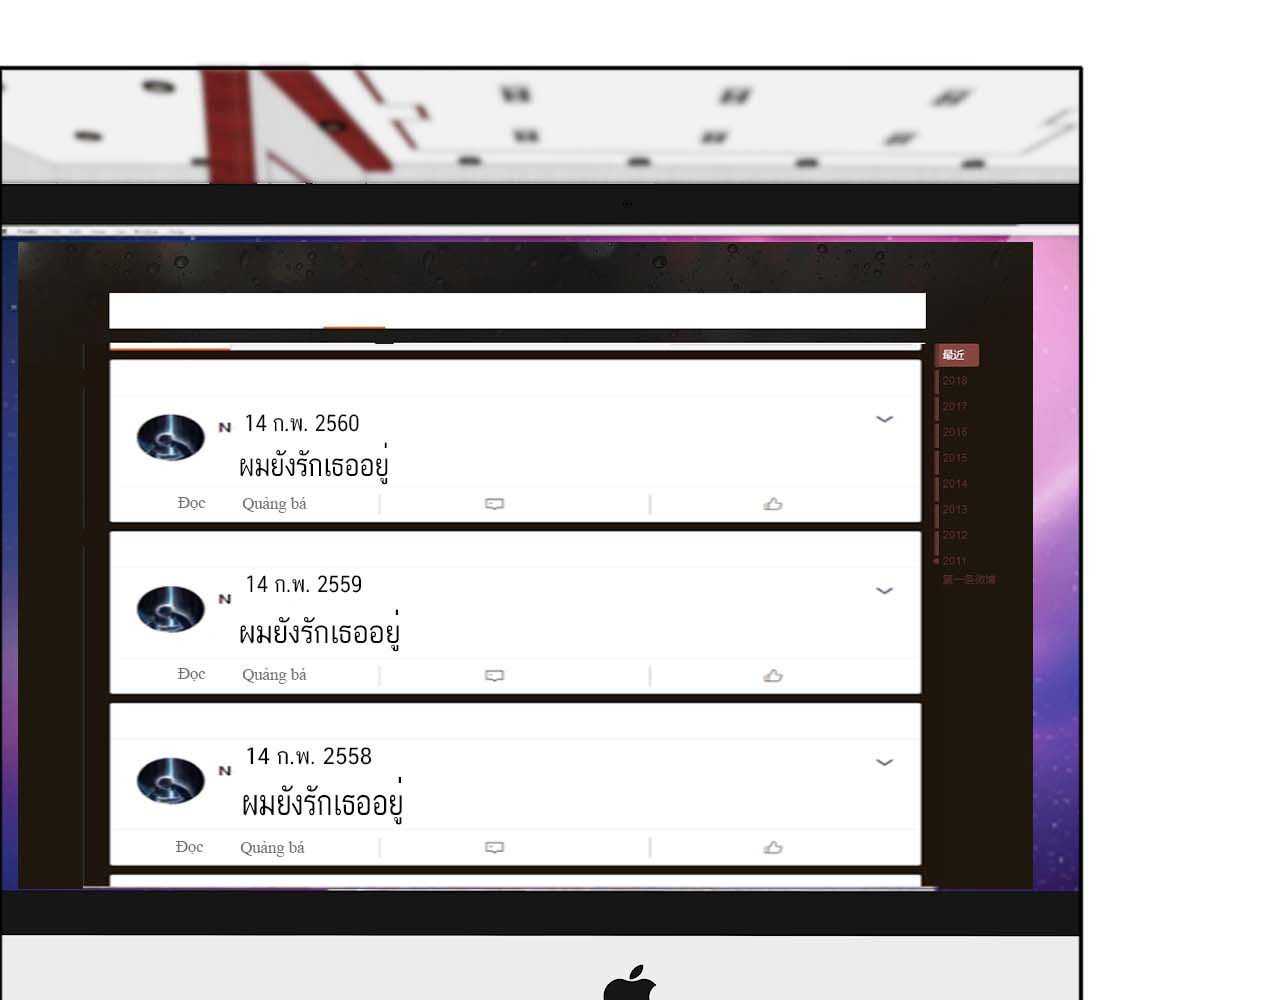 最近
2018
2017
2016
2015
2014
2013
2012
2011
第一条微博
N 14 ก.พ. 2560
ผมยังรักเธออยู่
Đọc Quảng bá
N 14 ก.พ. 2559
ผมยังรักเธออยู่
Đọc Quảng bá
N 14 ก.พ. 2558
ผมยังรักเธออยู่
Đọc Quảng bá